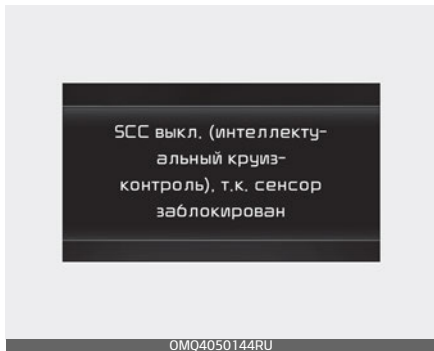 SCC выкл. (интеллекту-
альный круиз-
контроль), т.к. сенсор
заблокирован
OMQ4050144RU